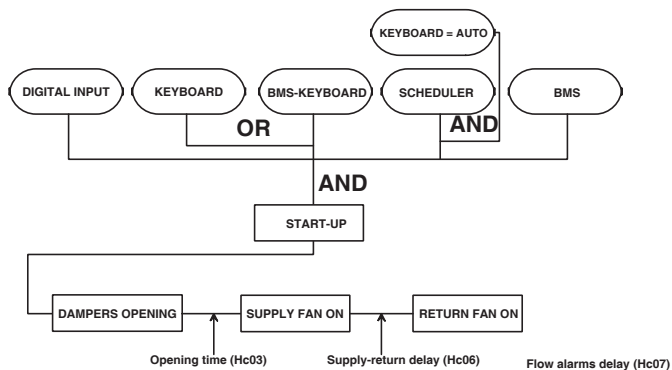 KEYBOARD = AUTO
DIGITAL INPUT
KEYBOARD
BMS-KEYBOARD
SCHEDULER
BMS
OR
AND
AND
START-UP
DAMPERS OPENING
SUPPLY FAN ON
RETURN FAN ON
Opening time (Hc03)
Supply-return delay (Hc06)
Flow alarms delay (Hc07)